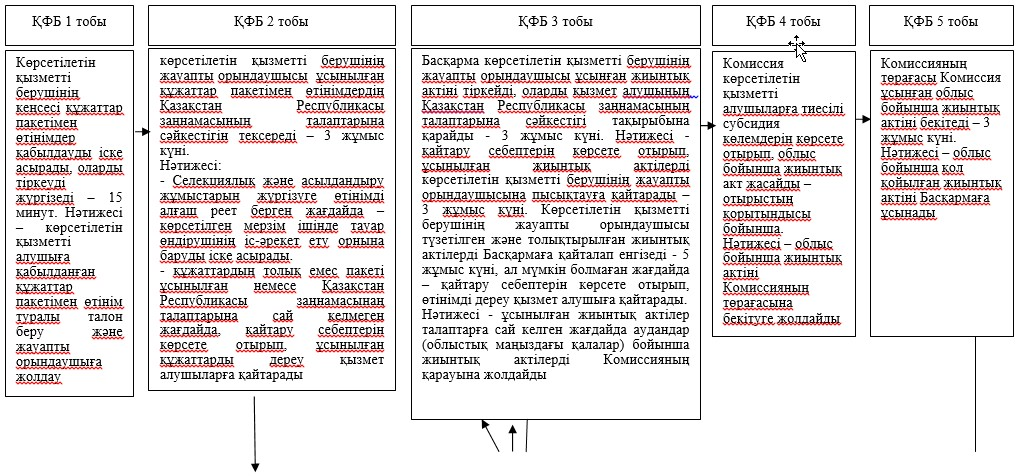 ҚФБ 1 тобы
Көрсетілетін
қызметті
берушінің
кеңсесі құжаттар
пакетімен
өтінімдер
қабылдауды іске
асырады, оларды
тіркеуді
жүргізеді – 15
минут. Нәтижесі
– көрсетілетін
қызметті
алушыға
қабылданған
құжаттар
пакетімен өтінім
туралы талон
беру және
жауапты
орындаушыға
жолдау
ҚФБ 2 тобы
көрсетілетін қызметті берушінің
жауапты орындаушысы ұсынылған
құжаттар пакетімен өтінімдердің
Қазақстан Республикасы
заңнамасының талаптарына
сәйкестігін тексереді – 3 жұмыс
күні.
Нәтижесі:
- Селекциялық және асылдандыру
жұмыстарын жүргізуге өтінімді
алғаш реет берген жағдайда –
көрсетілген мерзім ішінде тауар
өндірушінің іс-әрекет ету орнына
баруды іске асырады.
- құжаттардың толық емес пакеті
ұсынылған немесе Қазақстан
Республикасы заңнамасынан
талаптарына сай келмеген
жағдайда, қайтару себептерін
көрсете отырып, ұсынылған
құжаттарды дереу қызмет
алушыларға қайтарады
ҚФБ 3 тобы
Басқарма көрсетілетін қызметті берушінің
жауапты орындаушысы ұсынған жиынтық
актіні тіркейді, оларды қызмет алушының
Қазақстан Республикасы заңнамасының
талаптарына сәйкестігі тақырыбына
қарайды - 3 жұмыс күні. Нәтижесі -
қайтару себептерін көрсете отырып,
ұсынылған жиынтық актілерді
көрсетілетін қызметті берушінің жауапты
орындаушысына пысықтауға қайтарады –
3 жұмыс күні. Көрсетілетін қызметті
берушінің жауапты орындаушысы
түзетілген және толықтырылған жиынтық
актілерді Басқармаға қайталап енгізеді - 5
жұмыс күні, ал мүмкін болмаған жағдайда
– қайтару себептерін көрсете отырып,
өтінімді дереу қызмет алушыға қайтарады.
Нәтижесі - ұсынылған жиынтық актілер
талаптарға сай келген жағдайда аудандар
(облыстық маңыздағы қалалар) бойынша
жиынтық актілерді Комиссияның
қарауына жолдайды
ҚФБ 4 тобы
Комиссия
көрсетілетін
қызметті
алушыларға тиесілі
субсидия
көлемдерін көрсете
отырып, облыс
бойынша жиынтық
акт жасайды –
отырыстың
қорытындысы
бойынша.
Нәтижесі – облыс
бойынша жиынтық
актіні
Комиссияның
төрағасына
бекітуге жолдайды
ҚФБ 5 тобы
Комиссияның
төрағасы Комиссия
ұсынған облыс
бойынша жиынтық
актіні бекітеді – 3
жұмыс күні.
Нәтижесі – облыс
бойынша қол
қойылған жиынтық
актіні Басқармаға
ұсынады